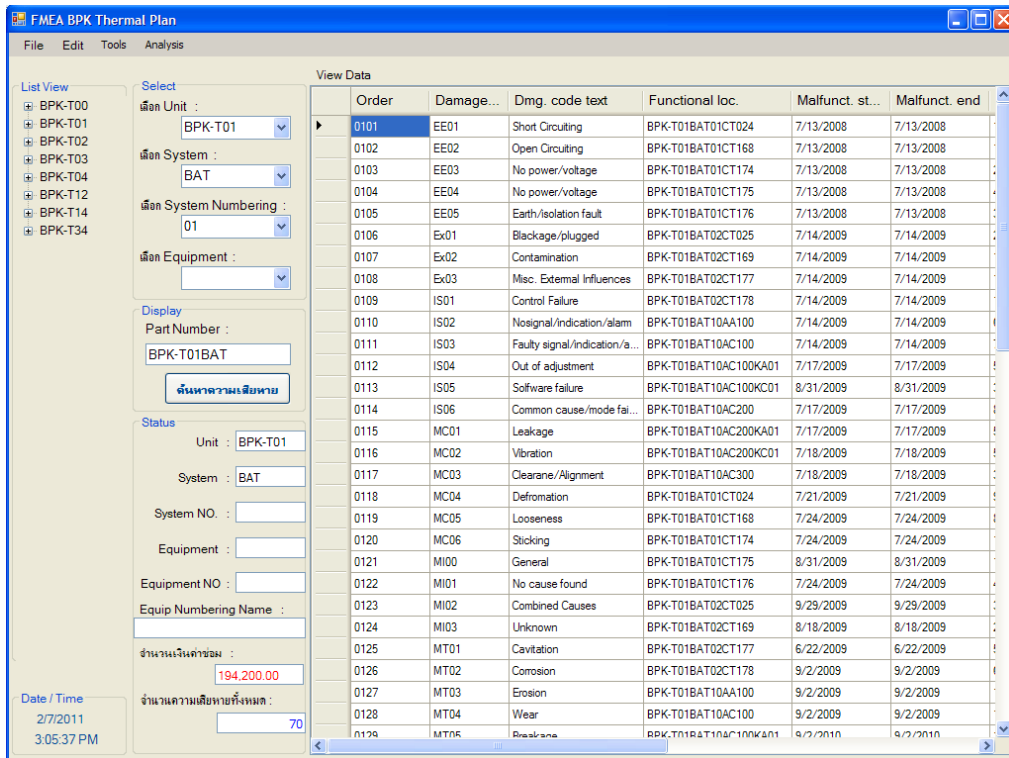 FMEA BPK Thermal Plan
File Edit Tools Analysis
List View
BPK-T00
BPK-T01
BPK-T02
BPK-T03
BPK-T04
BPK-T12
BPK-T14
BPK-T34
Date / Time
2/7/2011
3:05:37 PM
Select
เลือก Unit :
BPK-T01
เลือก System :
BAT
เลือก System Numbering :
01
เลือก Equipment :
Display
Part Number :
BPK-T01BAT
ค้นหาความเสียหาย
Status
Unit : BPK-T01
System : BAT
System NO. :
Equipment :
Equipment NO :
Equip Numbering Name :
จำนวนเงินค่าซ่อม :
194,200.00
จำนวนความเสียหายทั้งหมด :
70
View Data
Order Damage... Dmg. code text Functional loc. Malfunct. st... Malfunct. end
0101 EE01 Short Circuiting BPK-T01BAT01CT024 7/13/2008 7/13/2008
0102 EE02 Open Circuiting BPK-T01BAT01CT168 7/13/2008 7/13/2008
0103 EE03 No power/voltage BPK-T01BAT01CT174 7/13/2008 7/13/2008
0104 EE04 No power/voltage BPK-T01BAT01CT175 7/13/2008 7/13/2008
0105 EE05 Earth/isolation fault BPK-T01BAT01CT176 7/13/2008 7/13/2008
0106 Ex01 Blackage/plugged BPK-T01BAT02CT025 7/14/2009 7/14/2009
0107 Ex02 Contamination BPK-T01BAT02CT169 7/14/2009 7/14/2009
0108 Ex03 Misc. External Influences BPK-T01BAT02CT177 7/14/2009 7/14/2009
0109 IS01 Control Failure BPK-T01BAT02CT178 7/14/2009 7/14/2009
0110 IS02 Nosignal/indication/alarm BPK-T01BAT10AA100 7/14/2009 7/14/2009
0111 IS03 Faulty signal/indication/a... BPK-T01BAT10AC100 7/14/2009 7/14/2009
0112 IS04 Out of adjustment BPK-T01BAT10AC100KA01 7/17/2009 7/17/2009
0113 IS05 Solfware failure BPK-T01BAT10AC100KC01 8/31/2009 8/31/2009
0114 IS06 Common cause/mode fai... BPK-T01BAT10AC200 7/17/2009 7/17/2009
0115 MC01 Leakage BPK-T01BAT10AC200KA01 7/17/2009 7/17/2009
0116 MC02 Vibration BPK-T01BAT10AC200KC01 7/18/2009 7/18/2009
0117 MC03 Clearane/Alignment BPK-T01BAT10AC300 7/18/2009 7/18/2009
0118 MC04 Defromation BPK-T01BAT01CT024 7/21/2009 7/21/2009
0119 MC05 Looseness BPK-T01BAT01CT168 7/24/2009 7/24/2009
0120 MC06 Sticking BPK-T01BAT01CT174 7/24/2009 7/24/2009
0121 MI00 General BPK-T01BAT01CT175 8/31/2009 8/31/2009
0122 MI01 No cause found BPK-T01BAT01CT176 7/24/2009 7/24/2009
0123 MI02 Combined Causes BPK-T01BAT02CT025 9/29/2009 9/29/2009
0124 MI03 Unknown BPK-T01BAT02CT169 8/18/2009 8/18/2009
0125 MT01 Cavitation BPK-T01BAT02CT177 6/22/2009 6/22/2009
0126 MT02 Corrosion BPK-T01BAT02CT178 9/2/2009 9/2/2009
0127 MT03 Erosion BPK-T01BAT10AA100 9/2/2009 9/2/2009
0128 MT04 Wear BPK-T01BAT10AC100 9/2/2009 9/2/2009
0129 MT05 Breakage BPK-T01BAT10AC100KA01 9/2/2010 9/2/2010